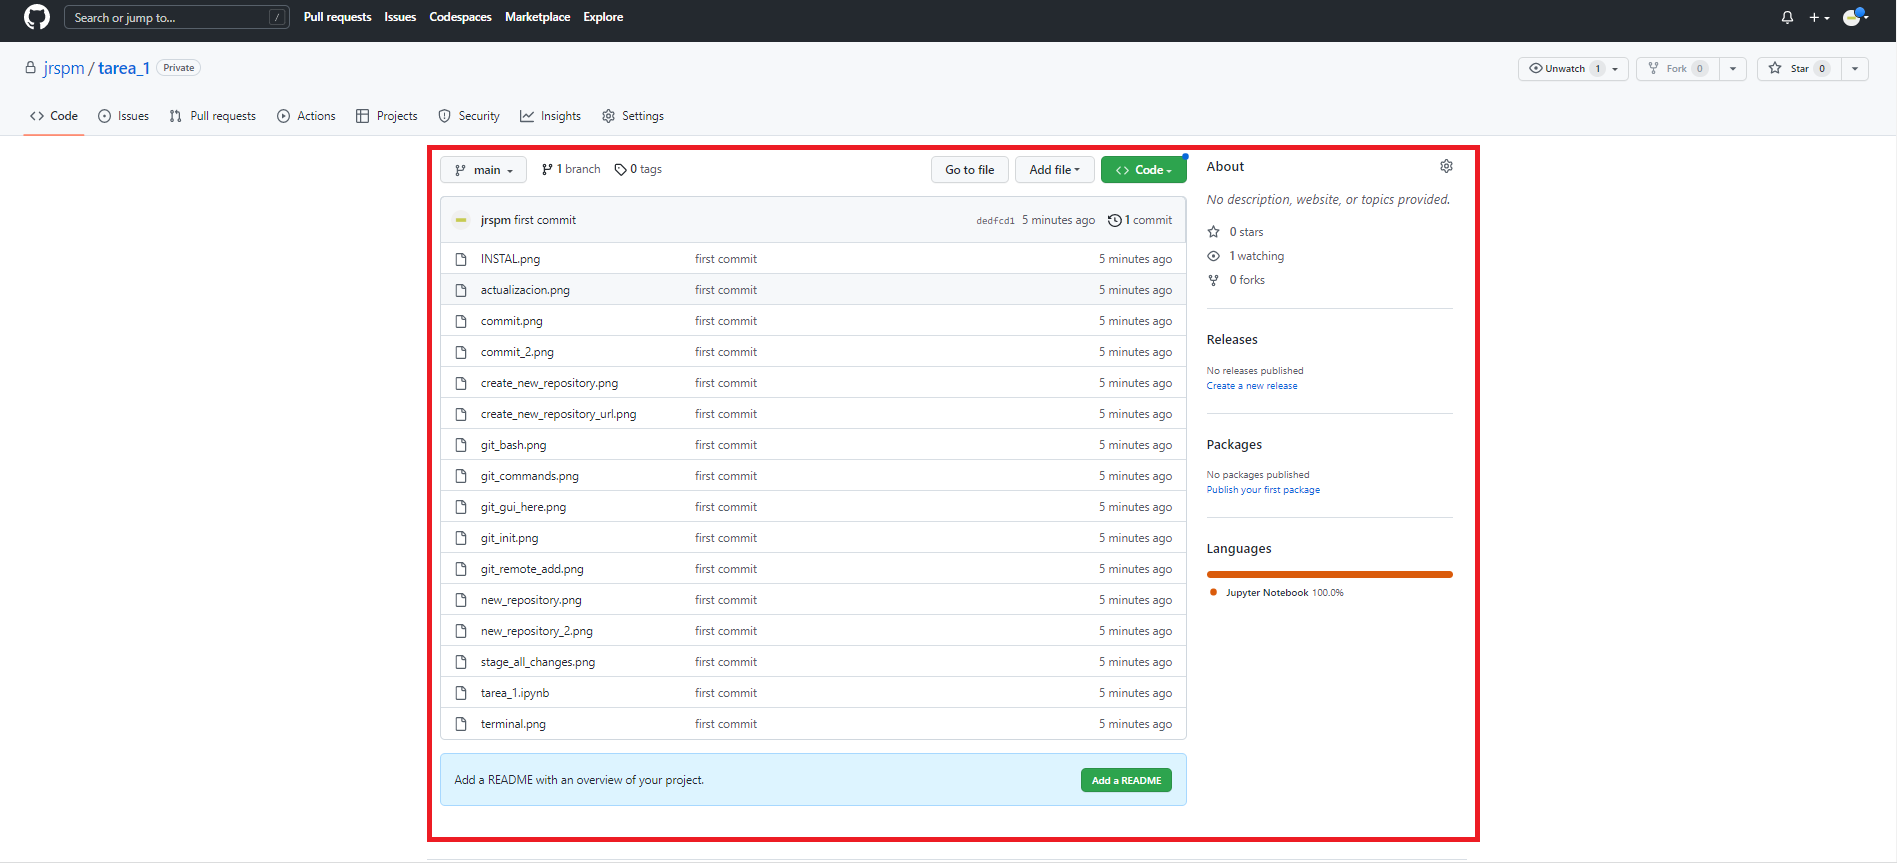 Search or jump to... /
Pull requests Issues Codespaces Marketplace Explore
jrspm / tarea_1 Private
Unwatch 1 Fork 0 Star 0
Code Issues Pull requests Actions Projects Security Insights Settings
main 1 branch 0 tags Go to file Add file Code
jrspm first commit dedfcd1 5 minutes ago 1 commit
INSTAL.png first commit 5 minutes ago
actualizacion.png first commit 5 minutes ago
commit.png first commit 5 minutes ago
commit_2.png first commit 5 minutes ago
create_new_repository.png first commit 5 minutes ago
create_new_repository_url.png first commit 5 minutes ago
git_bash.png first commit 5 minutes ago
git_commands.png first commit 5 minutes ago
git_gui_here.png first commit 5 minutes ago
git_init.png first commit 5 minutes ago
git_remote_add.png first commit 5 minutes ago
new_repository.png first commit 5 minutes ago
new_repository_2.png first commit 5 minutes ago
stage_all_changes.png first commit 5 minutes ago
tarea_1.ipynb first commit 5 minutes ago
terminal.png first commit 5 minutes ago
Add a README with an overview of your project. Add a README
About
No description, website, or topics provided.
0 stars
1 watching
0 forks
Releases
No releases published
Create a new release
Packages
No packages published
Publish your first package
Languages
Jupyter Notebook 100.0%